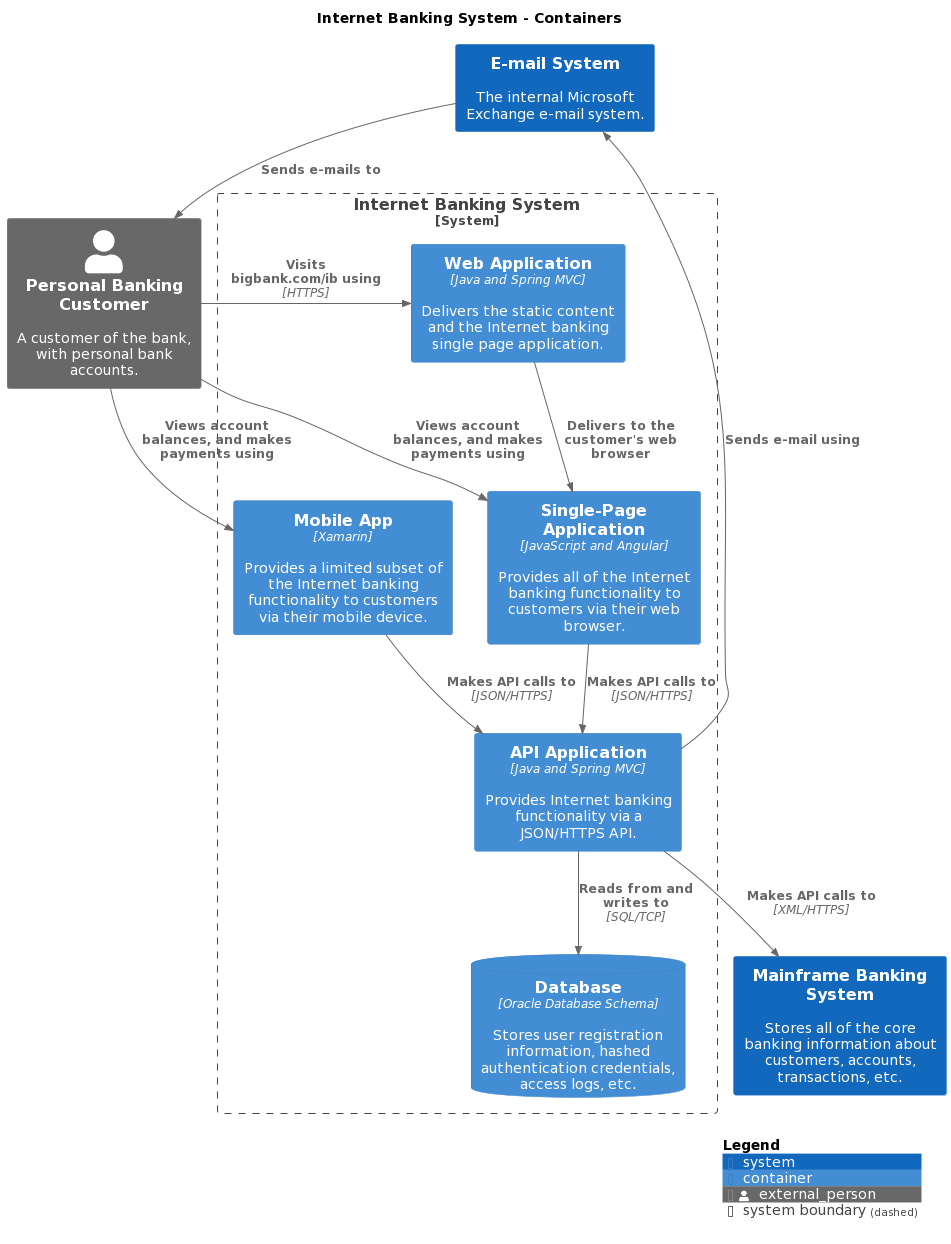 Internet Banking System - Containers
E-mail System
The internal Microsoft
Exchange e-mail system.
Sends e-mails to
Internet Banking System
[System]
Personal Banking
Customer
A customer of the bank,
with personal bank
accounts.
Visits
bigbank.com/ib using
[HTTPS]
Web Application
[Java and Spring MVC]
Delivers the static content
and the Internet banking
single page application.
Views account
balances, and makes
payments using
Views account
balances, and makes
payments using
Delivers to the
customer's web
browser
Sends e-mail using
Mobile App
[Xamarin]
Provides a limited subset of
the Internet banking
functionality to customers
via their mobile device.
Single-Page
Application
[JavaScript and Angular]
Provides all of the Internet
banking functionality to
customers via their web
browser.
Makes API calls to
[JSON/HTTPS]
Makes API calls to
[JSON/HTTPS]
API Application
[Java and Spring MVC]
Provides Internet banking
functionality via a
JSON/HTTPS API.
Reads from and
writes to
[SQL/TCP]
Makes API calls to
[XML/HTTPS]
Database
[Oracle Database Schema]
Stores user registration
information, hashed
authentication credentials,
access logs, etc.
Mainframe Banking
System
Stores all of the core
banking information about
customers, accounts,
transactions, etc.
Legend
system
container
external_person
system boundary (dashed)